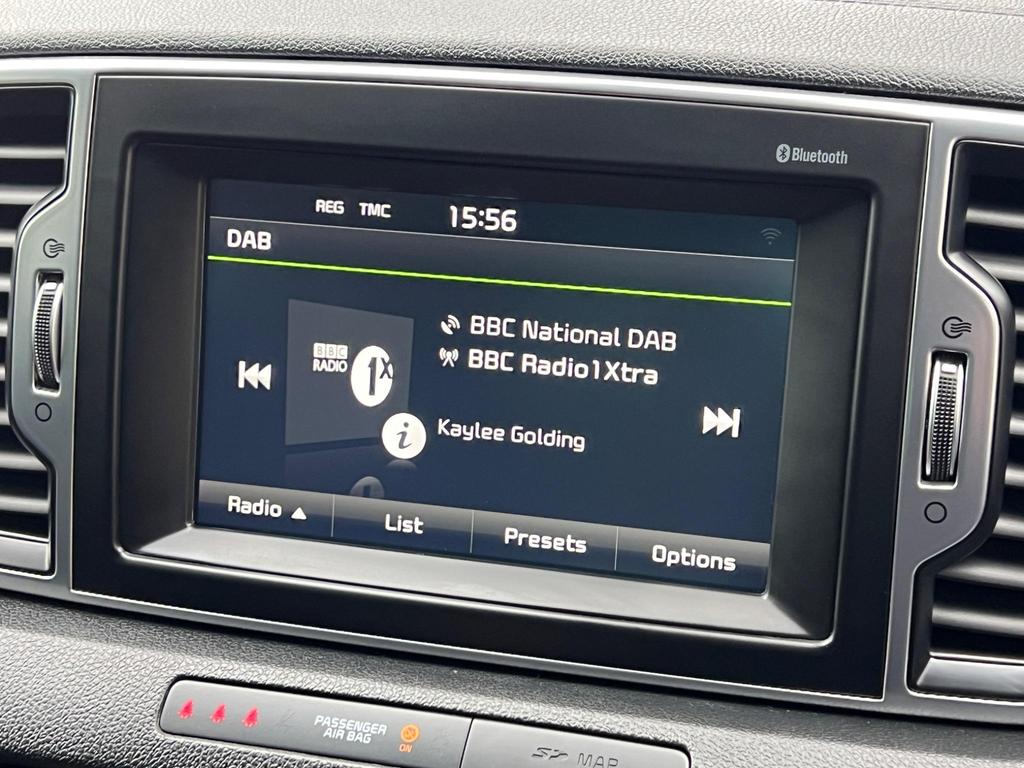 Bluetooth
REG TMC 15:56
DAB
BBC National DAB
BBC Radio1Xtra
BBC
RADIO
1X
i Kaylee Golding
Radio ▲ List Presets Options
PASSENGER
AIR BAG
ON
SD MAP